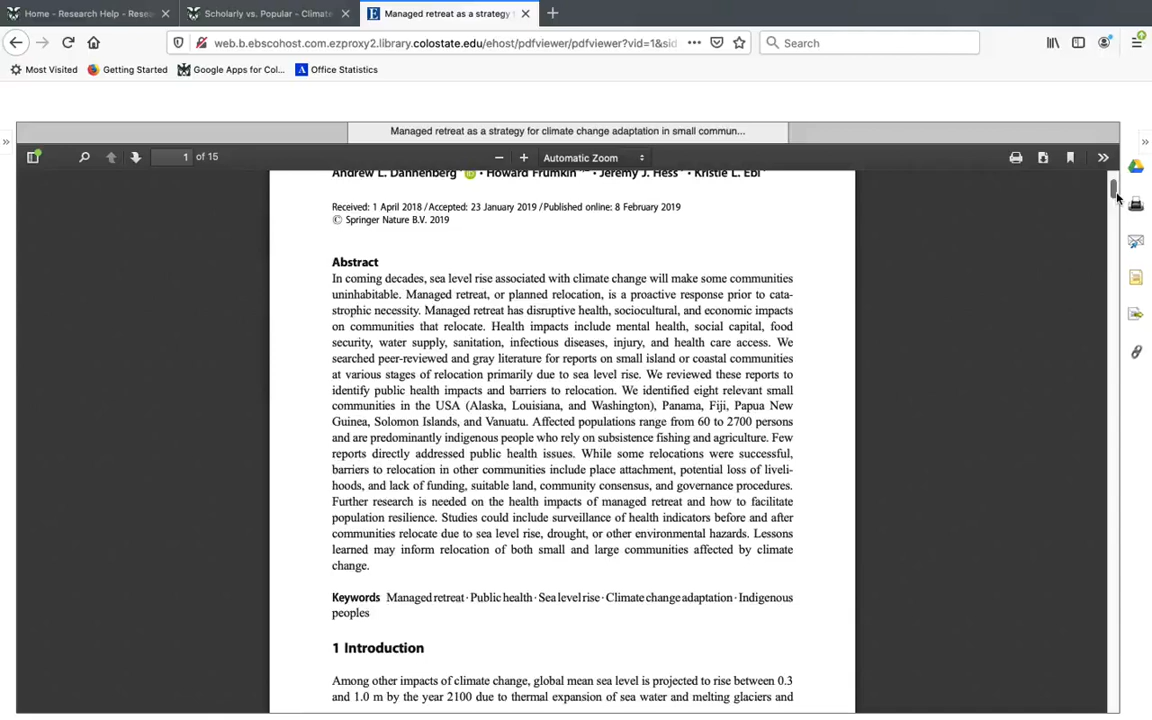 Home - Research Help - Resea
Scholarly vs. Popular - Climate
Managed retreat as a strategy
web.b.ebscohost.com.ezproxy2.library.colostate.edu/ehost/pdfviewer/pdfviewer?vid=1&sid
Search
Most Visited
Getting Started
Google Apps for Col...
Office Statistics
Managed retreat as a strategy for climate change adaptation in small commun...
1 of 15
Automatic Zoom
Andrew L. Dannenberg · Howard Frumkin · Jeremy J. Hess · Kristie L. Ebi
Received: 1 April 2018 / Accepted: 23 January 2019 / Published online: 8 February 2019
© Springer Nature B.V. 2019
Abstract
In coming decades, sea level rise associated with climate change will make some communities
uninhabitable. Managed retreat, or planned relocation, is a proactive response prior to cata-
strophic necessity. Managed retreat has disruptive health, sociocultural, and economic impacts
on communities that relocate. Health impacts include mental health, social capital, food
security, water supply, sanitation, infectious diseases, injury, and health care access. We
searched peer-reviewed and gray literature for reports on small island or coastal communities
at various stages of relocation primarily due to sea level rise. We reviewed these reports to
identify public health impacts and barriers to relocation. We identified eight relevant small
communities in the USA (Alaska, Louisiana, and Washington), Panama, Fiji, Papua New
Guinea, Solomon Islands, and Vanuatu. Affected populations range from 60 to 2700 persons
and are predominantly indigenous people who rely on subsistence fishing and agriculture. Few
reports directly addressed public health issues. While some relocations were successful,
barriers to relocation in other communities include place attachment, potential loss of liveli-
hoods, and lack of funding, suitable land, community consensus, and governance procedures.
Further research is needed on the health impacts of managed retreat and how to facilitate
population resilience. Studies could include surveillance of health indicators before and after
communities relocate due to sea level rise, drought, or other environmental hazards. Lessons
learned may inform relocation of both small and large communities affected by climate
change.
Keywords Managed retreat · Public health · Sea level rise · Climate change adaptation · Indigenous
peoples
1 Introduction
Among other impacts of climate change, global mean sea level is projected to rise between 0.3
and 1.0 m by the year 2100 due to thermal expansion of sea water and melting glaciers and